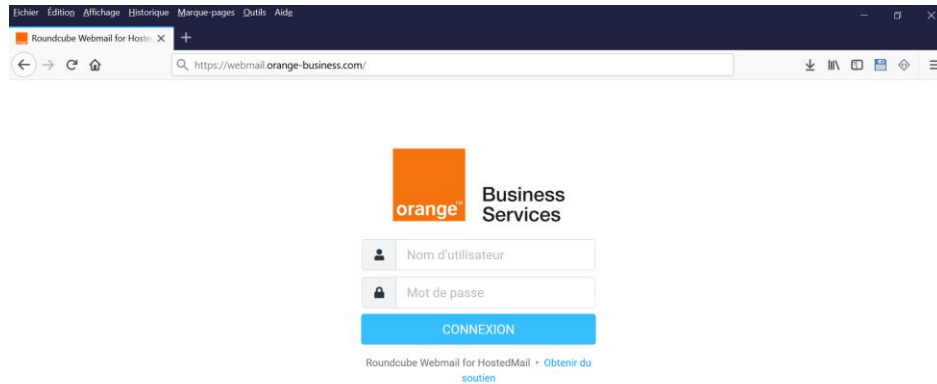 Fichier Édition Affichage Historique Marque-pages Outils Aide
Roundcube Webmail for Hoste
https://webmail.orange-business.com/
orange™
Business
Services
Nom d'utilisateur
Mot de passe
CONNEXION
Roundcube Webmail for HostedMail • Obtenir du
soutien